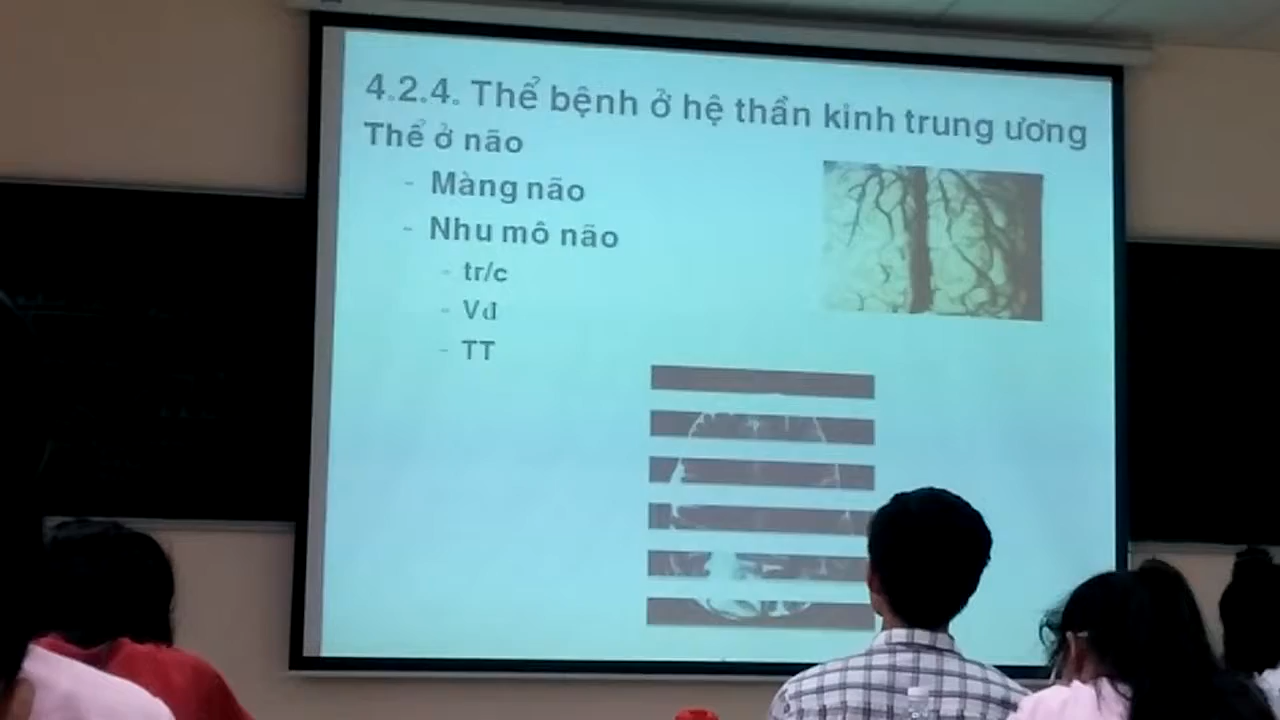 4.2.4. Thể bệnh ở hệ thần kinh trung ương
Thể ở não
- Màng não
- Nhu mô não
- tr/c
- Vđ
- TT